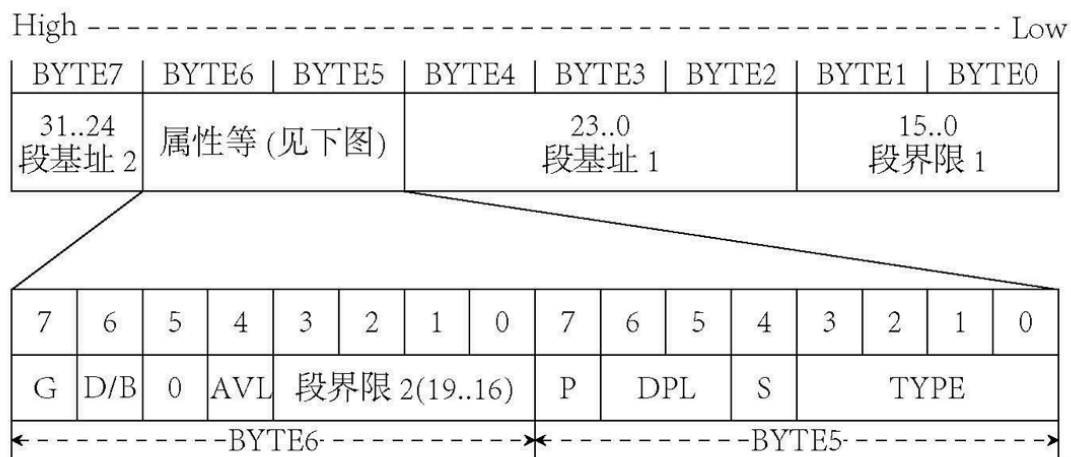 High Low
BYTE7 BYTE6 BYTE5 BYTE4 BYTE3 BYTE2 BYTE1 BYTE0
31..24 23..0 15..0
段基址 2 属性等 (见下图) 段基址 1 段界限 1
7 6 5 4 3 2 1 0 7 6 5 4 3 2 1 0
G D/B 0 AVL 段界限 2(19..16) P DPL S TYPE
BYTE6 BYTE5